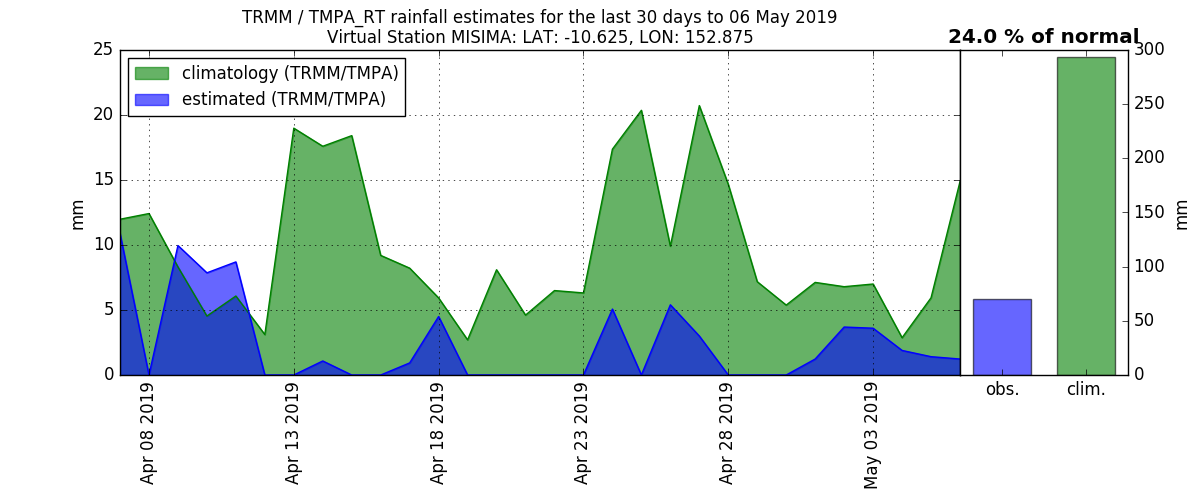 TRMM / TMPA_RT rainfall estimates for the last 30 days to 06 May 2019
Virtual Station MISIMA: LAT: -10.625, LON: 152.875
24.0 % of normal
climatology (TRMM/TMPA)
estimated (TRMM/TMPA)
25
20
15
10
5
0
mm
Apr 08 2019
Apr 13 2019
Apr 18 2019
Apr 23 2019
Apr 28 2019
May 03 2019
obs.
clim.
300
250
200
150
100
50
0
mm